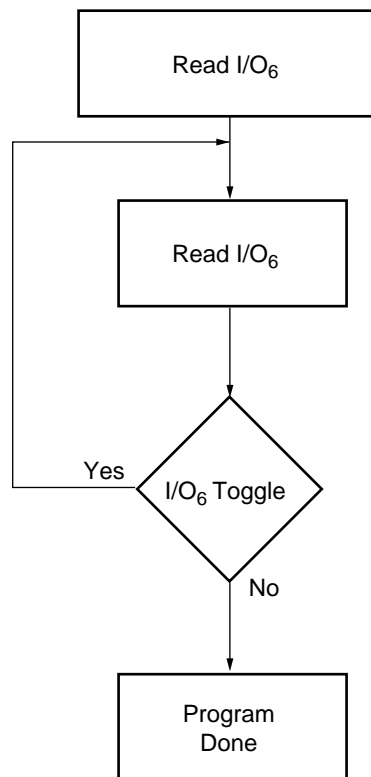 Read I/O6
Read I/O6
Yes
I/O6 Toggle
No
Program
Done